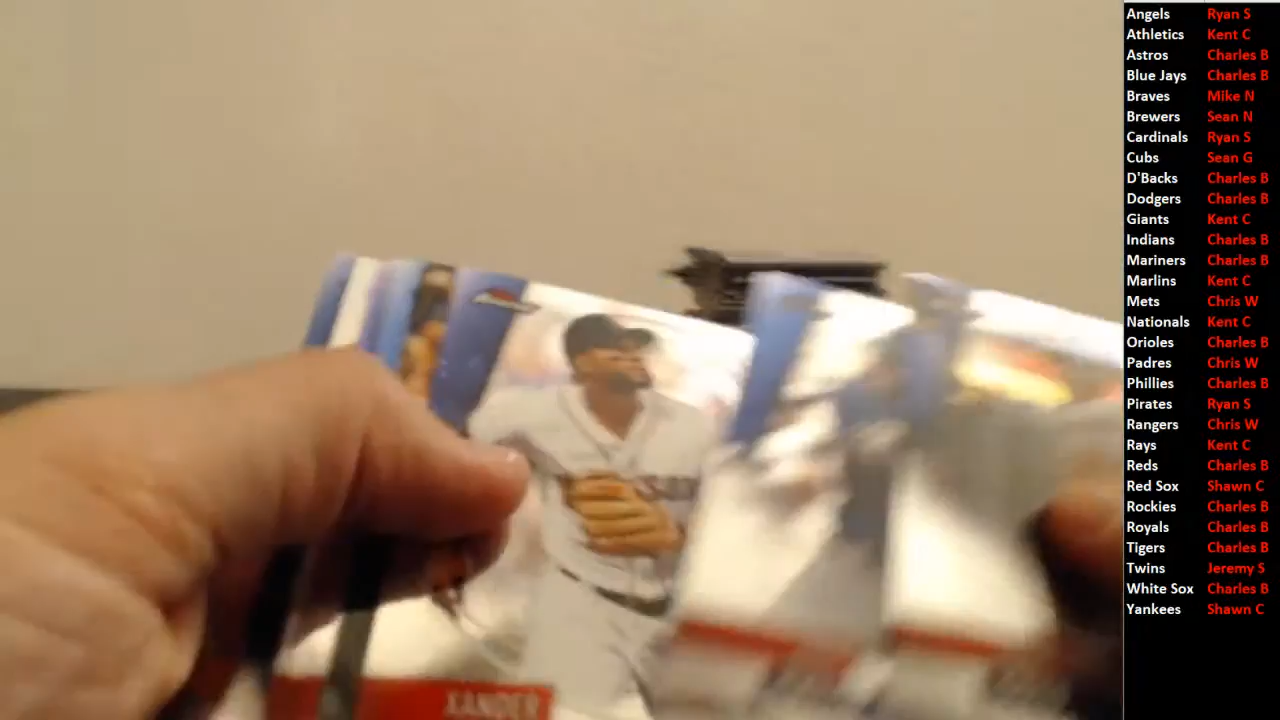 Angels Ryan S
Athletics Kent C
Astros Charles B
Blue Jays Charles B
Braves Mike N
Brewers Sean N
Cardinals Ryan S
Cubs Sean G
D'Backs Charles B
Dodgers Charles B
Giants Kent C
Indians Charles B
Mariners Charles B
Marlins Kent C
Mets Chris W
Nationals Kent C
Orioles Charles B
Padres Chris W
Phillies Charles B
Pirates Ryan S
Rangers Chris W
Rays Kent C
Reds Charles B
Red Sox Shawn C
Rockies Charles B
Royals Charles B
Tigers Charles B
Twins Jeremy S
White Sox Charles B
Yankees Shawn C
XANDER